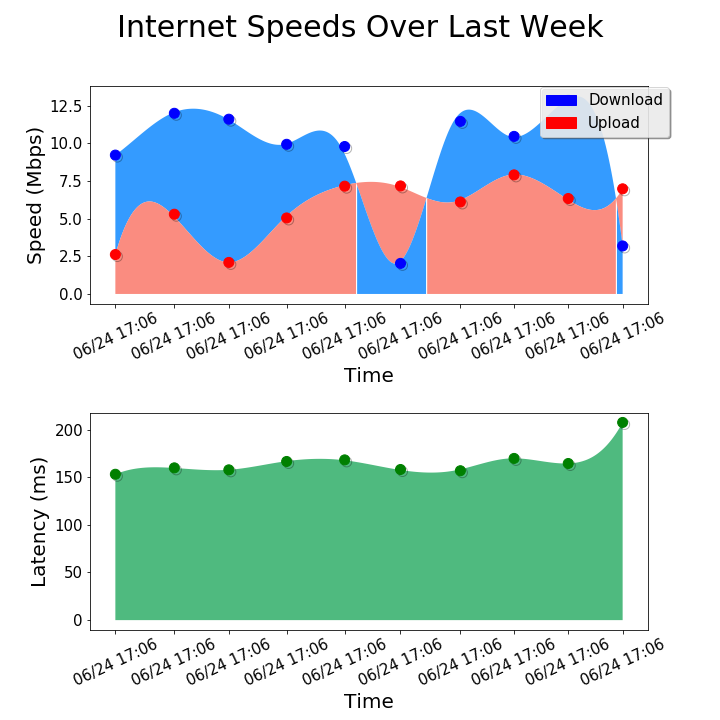 Internet Speeds Over Last Week
Download
Upload
12.5
10.0
7.5
5.0
2.5
0.0
Speed (Mbps)
06/24 17:06 06/24 17:06 06/24 17:06 06/24 17:06 06/24 17:06 06/24 17:06 06/24 17:06 06/24 17:06 06/24 17:06 06/24 17:06
Time
200
150
100
50
0
Latency (ms)
06/24 17:06 06/24 17:06 06/24 17:06 06/24 17:06 06/24 17:06 06/24 17:06 06/24 17:06 06/24 17:06 06/24 17:06 06/24 17:06
Time